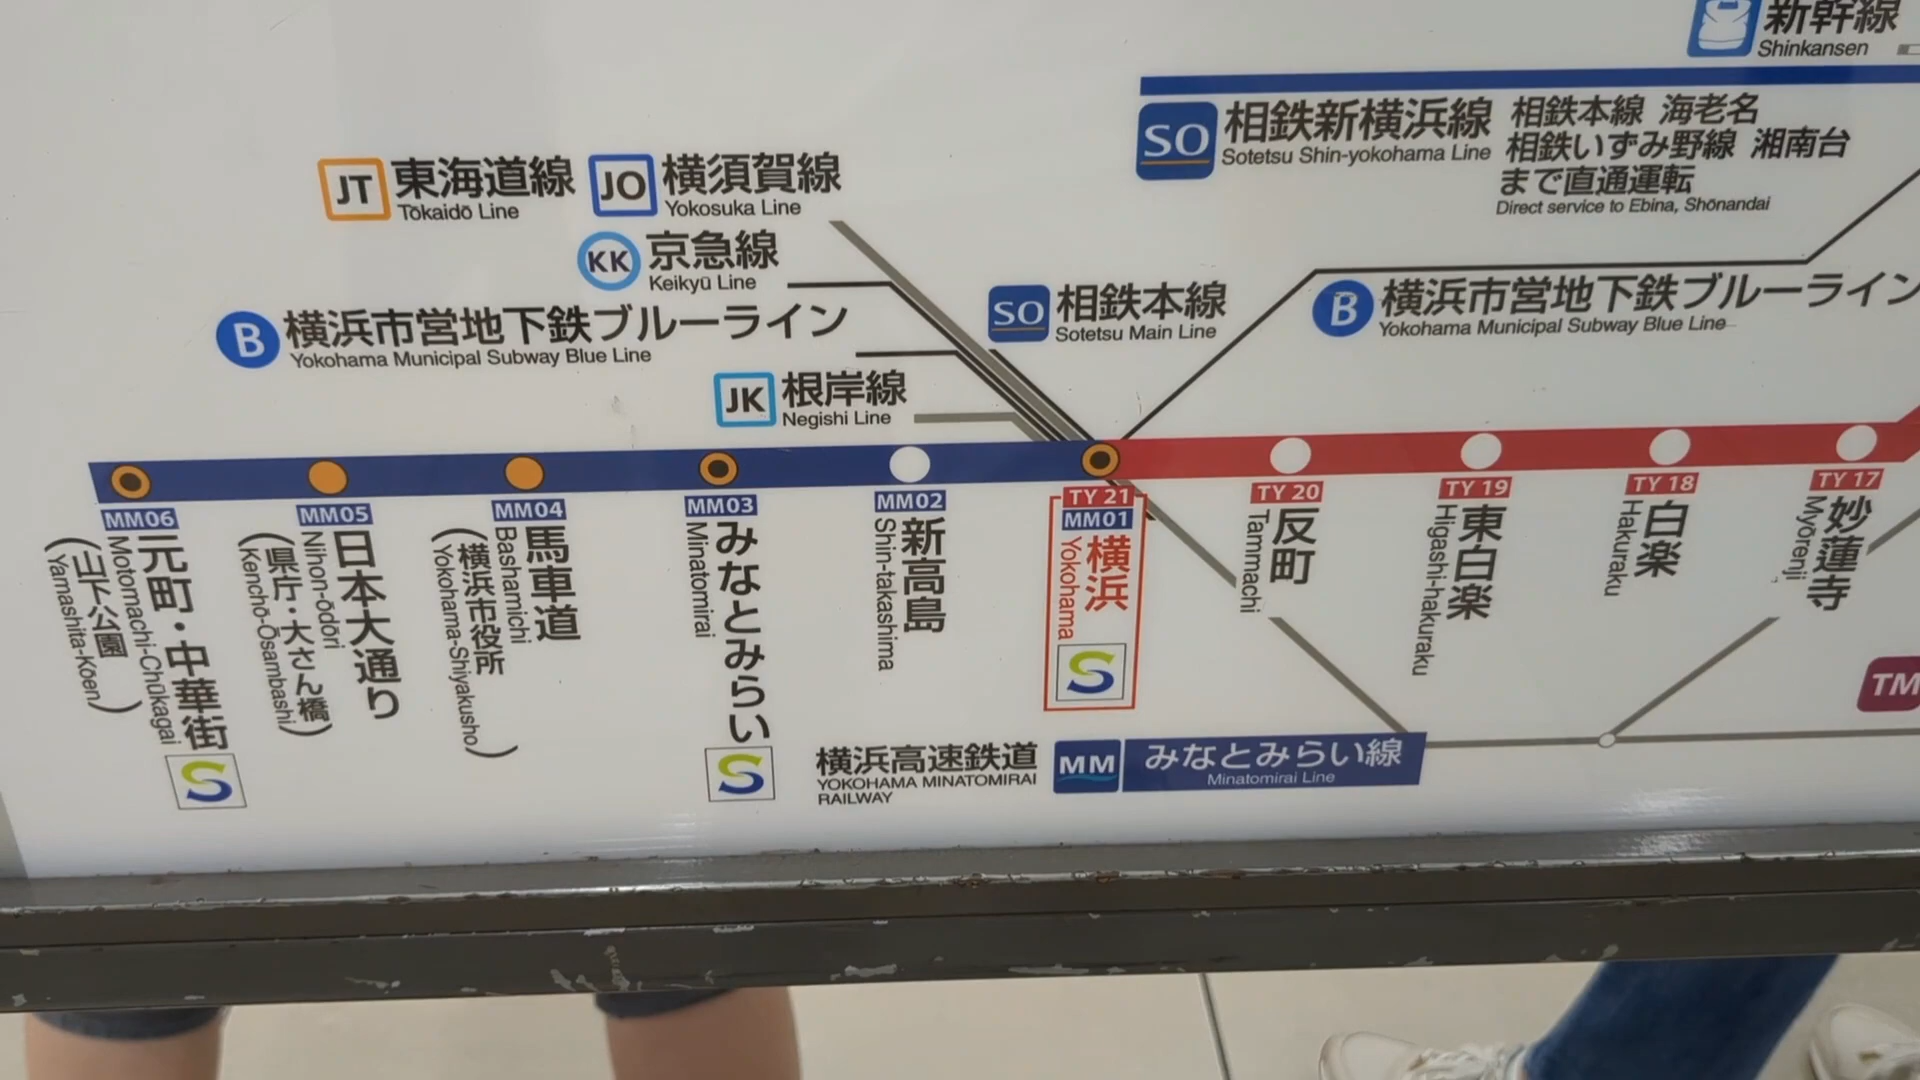 新幹線
Shinkansen
SO 相鉄新横浜線
Sotetsu Shin-yokohama Line
相鉄本線 海老名
相鉄いずみ野線 湘南台
まで直通運転
Direct service to Ebina, Shōnandai
JT 東海道線
Tōkaidō Line
JO 横須賀線
Yokosuka Line
KK 京急線
Keikyū Line
SO 相鉄本線
Sotetsu Main Line
B 横浜市営地下鉄ブルーライン
Yokohama Municipal Subway Blue Line
B 横浜市営地下鉄ブルーライン
Yokohama Municipal Subway Blue Line
JK 根岸線
Negishi Line
MM06
元町・中華街
Motomachi-Chūkagai
(山下公園)
(Yamashita-Kōen)
S
MM05
日本大通り
Nihon-ōdōri
(県庁・大さん橋)
(Kenchō-Ōsambashi)
MM04
馬車道
Bashamichi
(横浜市役所)
(Yokohama-Shiyakusho)
MM03
みなとみらい
Minatomirai
S
MM02
新高島
Shin-takashima
TY 21
MM01
横浜
Yokohama
S
TY 20
反町
Tammachi
TY 19
東白楽
Higashi-hakuraku
TY 18
白楽
Hakuraku
TY 17
妙蓮寺
Myōrenji
TM
横浜高速鉄道
YOKOHAMA MINATOMIRAI
RAILWAY
MM みなとみらい線
Minatomirai Line